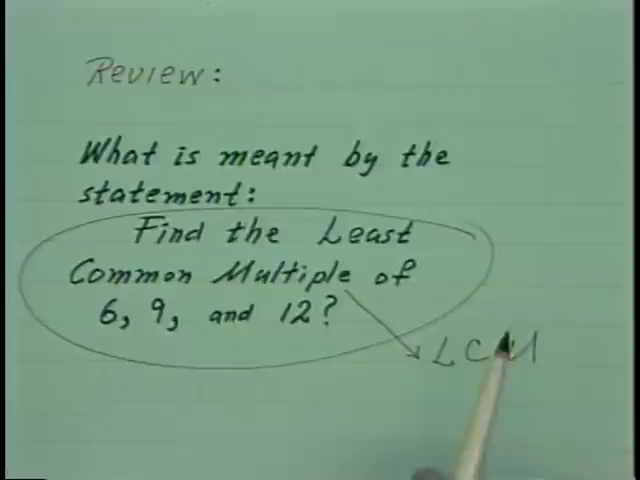 Review:
What is meant by the
statement:
Find the Least
Common Multiple of
6, 9, and 12?
LCM